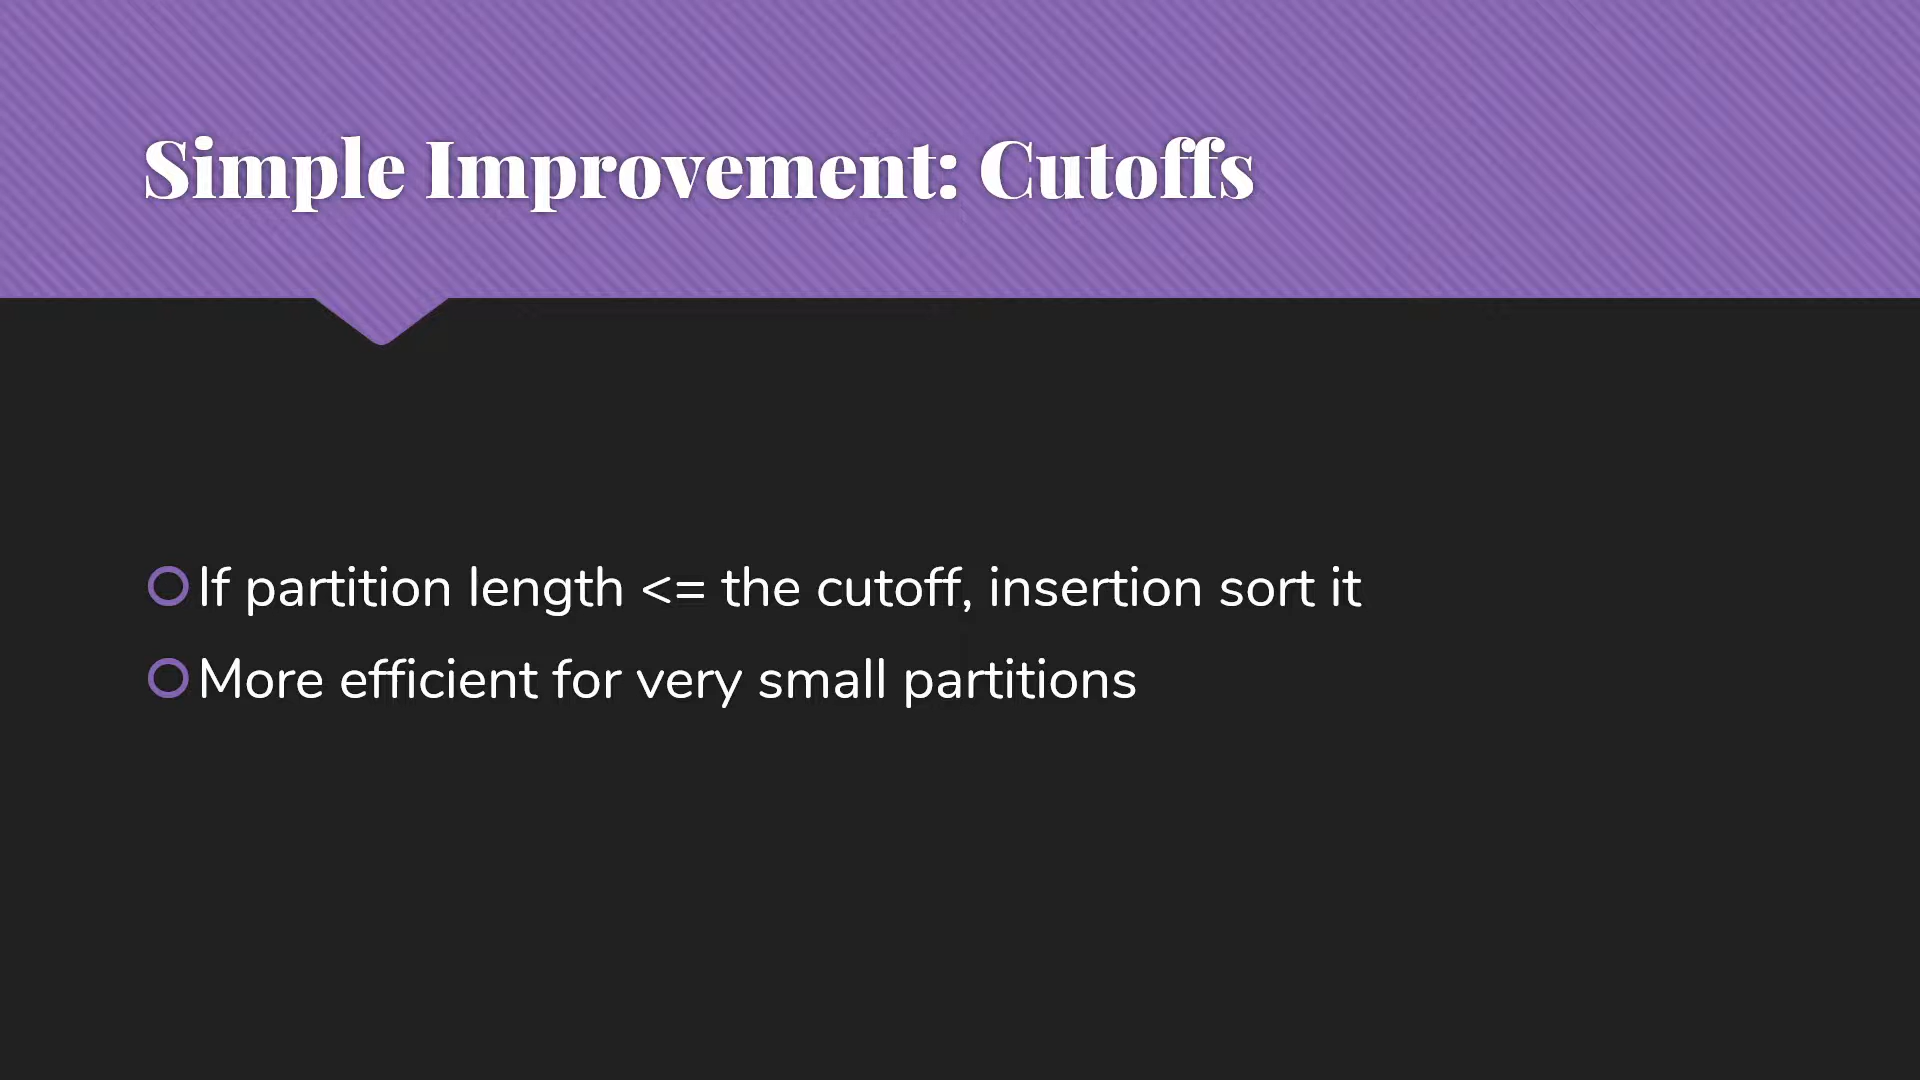 Simple Improvement: Cutoffs
If partition length <= the cutoff, insertion sort it
More efficient for very small partitions